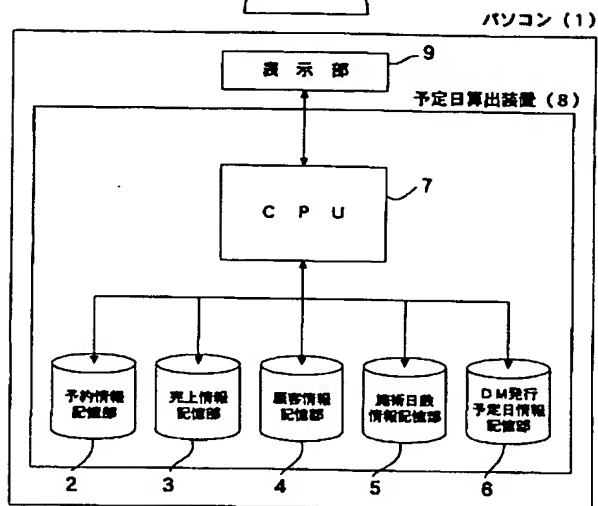 パソコン（1）
9
表示部
予定日算出装置（8）
7
CPU
予約情報
記憶部
売上情報
記憶部
顧客情報
記憶部
施術日数
情報記憶部
DM発行
予定日情報
記憶部
2
3
4
5
6